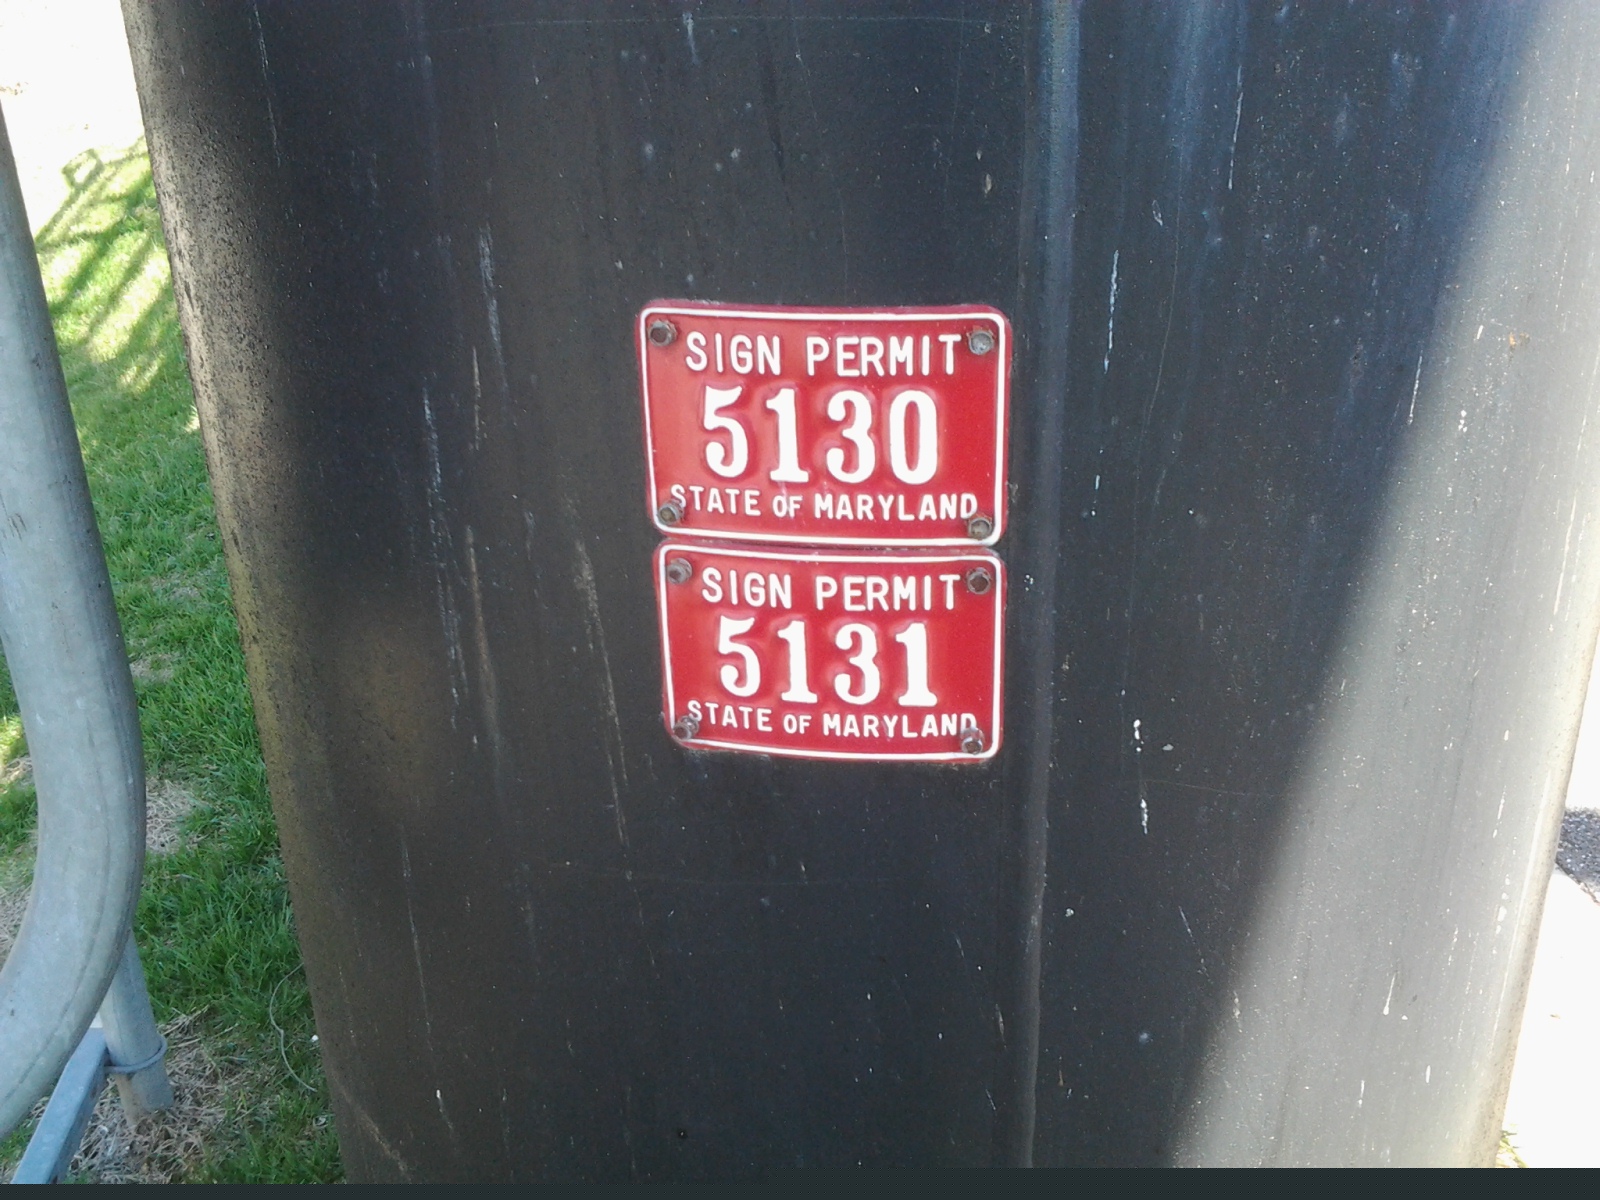 SIGN PERMIT
5130
STATE OF MARYLAND
SIGN PERMIT
5131
STATE OF MARYLAND